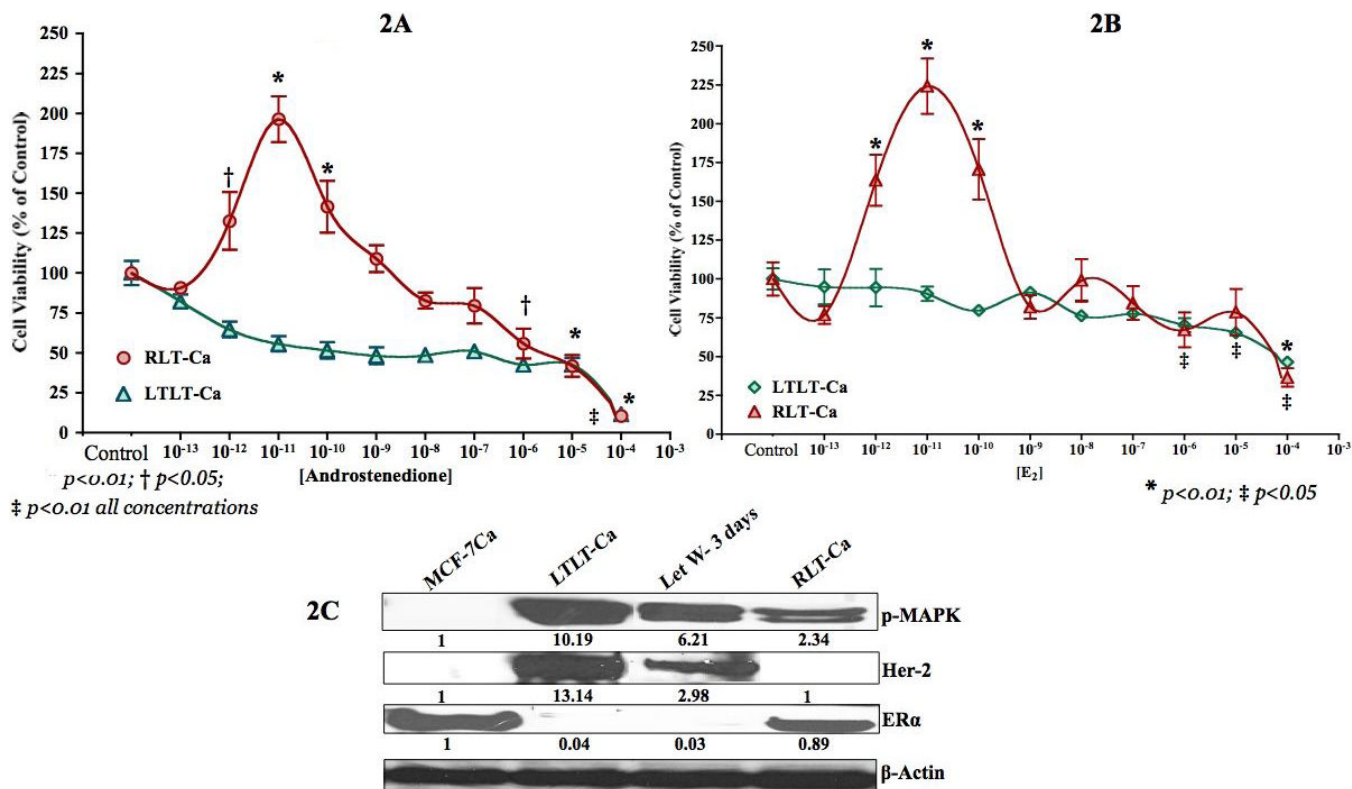 2A
Cell Viability (% of Control)
250
225
200
175
150
125
100
75
50
25
0
†
*
*
†
*
‡
*
RLT-Ca
LTLT-Ca
Control 10-13 10-12 10-11 10-10 10-9 10-8 10-7 10-6 10-5 10-4 10-3
[Androstenedione]
p<0.01; † p<0.05;
‡ p<0.01 all concentrations
2B
Cell Viability (% of Control)
250
225
200
175
150
125
100
75
50
25
0
*
*
*
‡
‡
*
‡
LTLT-Ca
RLT-Ca
Control 10-13 10-12 10-11 10-10 10-9 10-8 10-7 10-6 10-5 10-4 10-3
[E2]
* p<0.01; ‡ p<0.05
2C
MCF-7Ca LTLT-Ca Let W- 3 days RLT-Ca
p-MAPK
1 10.19 6.21 2.34
Her-2
1 13.14 2.98 1
ERα
1 0.04 0.03 0.89
β-Actin